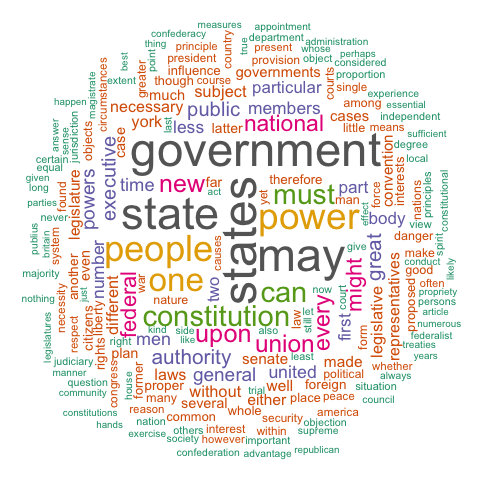 measures appointment
confederacy department administration
thing principle country true present whose perhaps
best point president provision object considered
extent though course governments courts proportion
circumstances greater influence particular single experience
happen magistrate necessary much subject members among essential
york public cases independent
answer sense jurisdiction objects case less latter national little means sufficient
certain legislature executive government convention degree
equal powers time last act far yet therefore man force interests local
given found new must part nations principles constitutional
long state states may power body view
parties another number people effect danger spirit
never even one can give make conduct likely
publius britain system war causes two now great good
majority necessity citizens different federal nature constitution let still court law every might first proposed often propriety
nothing respect liberty just kind side also form legislative representatives persons
legislatures rights right men like upon union article
judiciary plan authority senate least made whether numerous federalist
manner congress former house laws general united political treaties
question proper without trial well foreign situation years
community many several either place peace always
constitutions reason common whole security america council
hands nation interest within objection
exercise others however important supreme
society confederation advantage republican